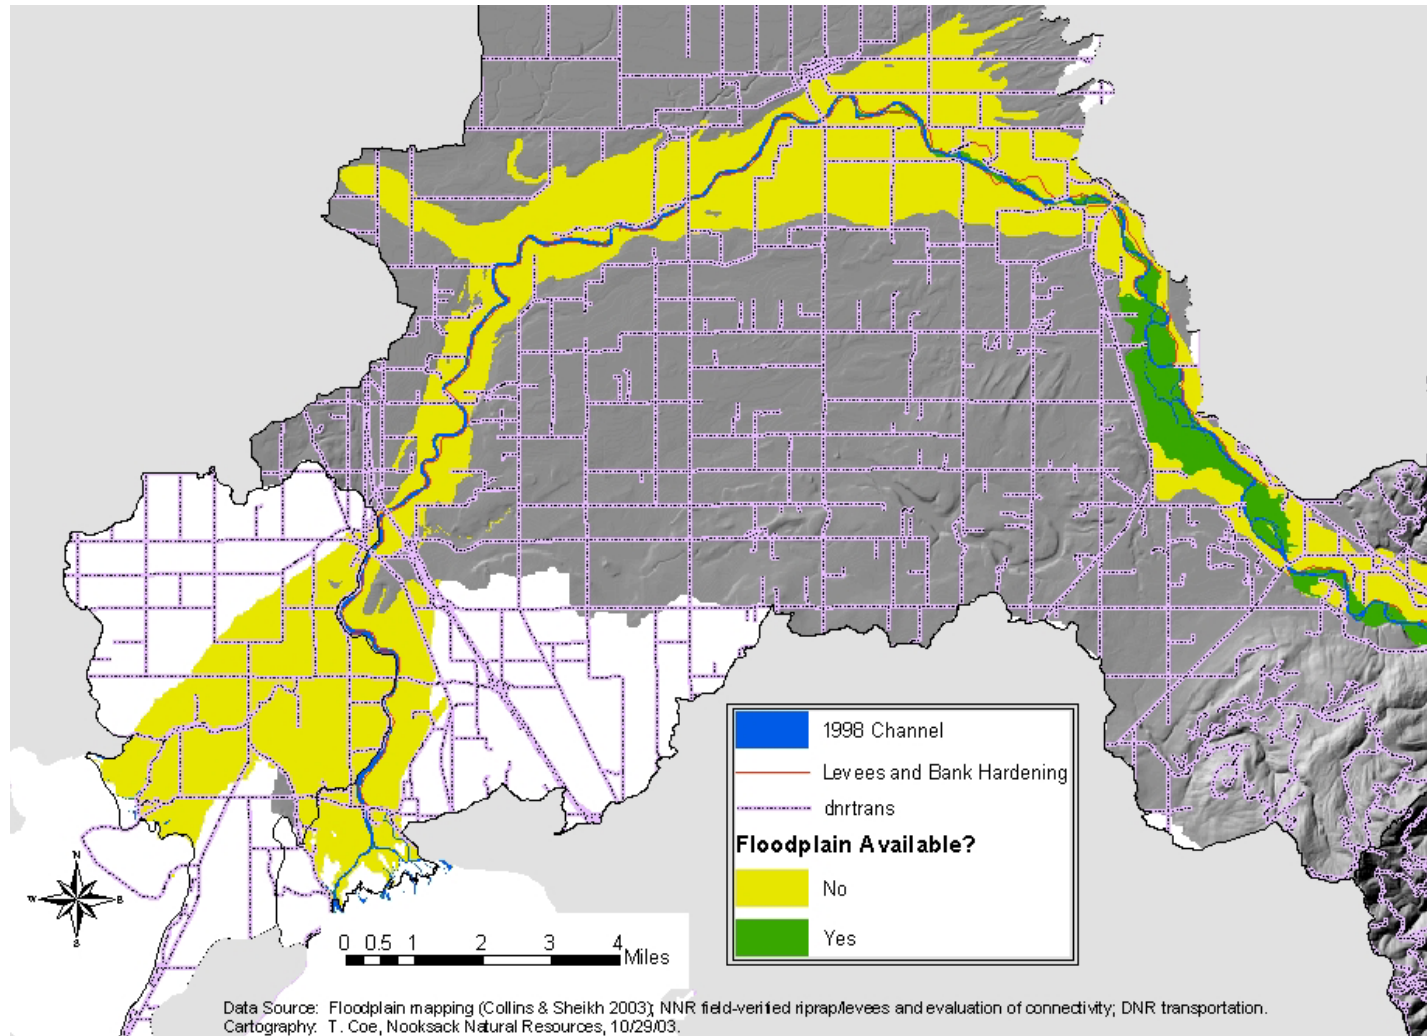 1998 Channel
Levees and Bank Hardening
dnrtrans
Floodplain Available?
No
Yes
N
W E
S
0 0.5 1 2 3 4
Miles
Data Source: Floodplain mapping (Collins & Sheikh 2003); NNR field-verified riprap/levees and evaluation of connectivity; DNR transportation.
Cartography: T. Coe, Nooksack Natural Resources, 10/29/03.